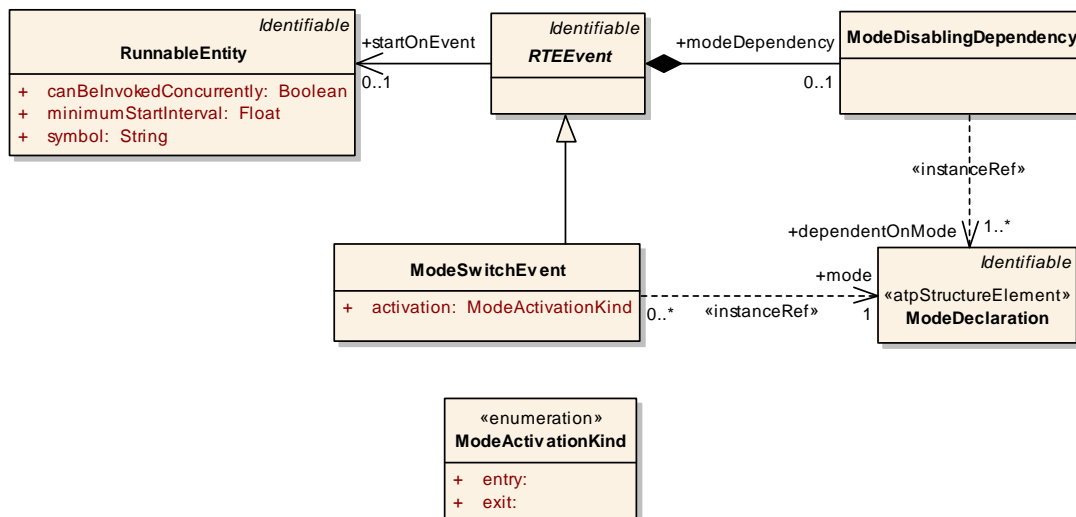 Identifiable
RunnableEntity
+ canBeInvokedConcurrently: Boolean
+ minimumStartInterval: Float
+ symbol: String
+startOnEvent
0..1
Identifiable
RTEEvent
+modeDependency
0..1
ModeDisablingDependency
«instanceRef»
+dependentOnMode
1..*
ModeSwitchEvent
+ activation: ModeActivationKind
0..*
«instanceRef»
+mode
1
Identifiable
«atpStructureElement»
ModeDeclaration
«enumeration»
ModeActivationKind
+ entry:
+ exit: